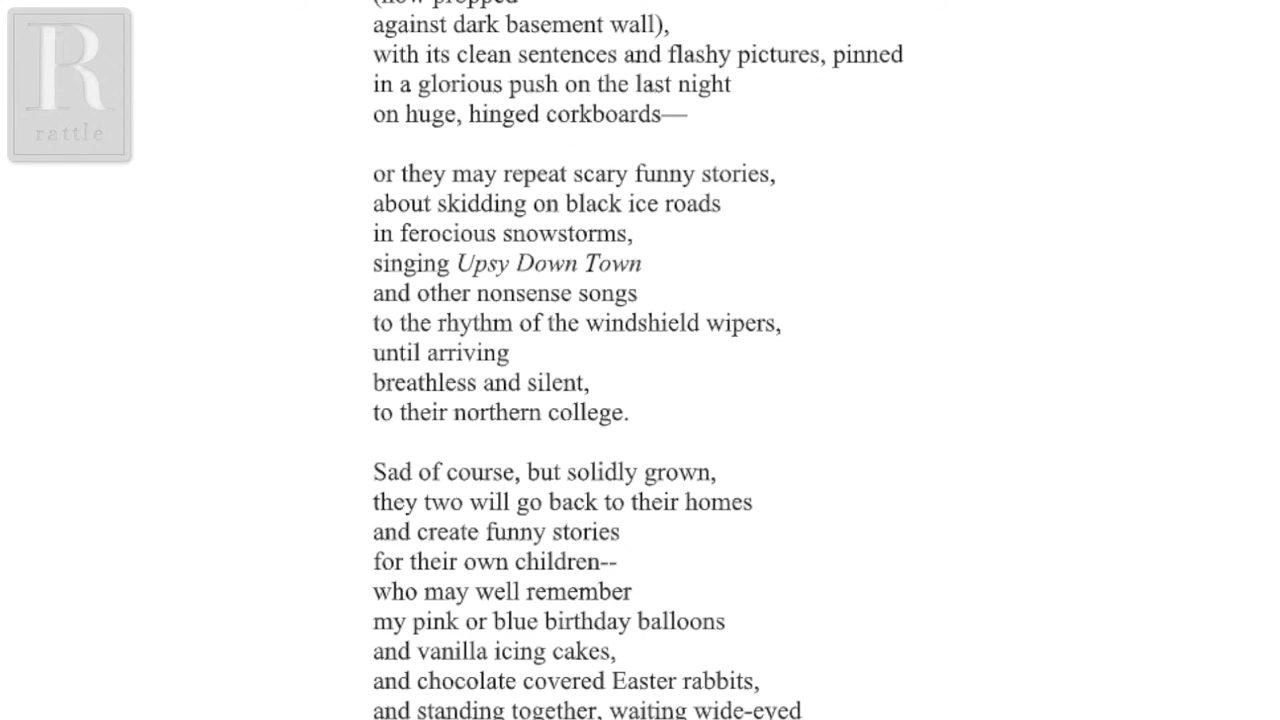 R
rattle
(now propped
against dark basement wall),
with its clean sentences and flashy pictures, pinned
in a glorious push on the last night
on huge, hinged corkboards—
or they may repeat scary funny stories,
about skidding on black ice roads
in ferocious snowstorms,
singing Upsy Down Town
and other nonsense songs
to the rhythm of the windshield wipers,
until arriving
breathless and silent,
to their northern college.
Sad of course, but solidly grown,
they two will go back to their homes
and create funny stories
for their own children--
who may well remember
my pink or blue birthday balloons
and vanilla icing cakes,
and chocolate covered Easter rabbits,
and standing together, waiting wide-eyed